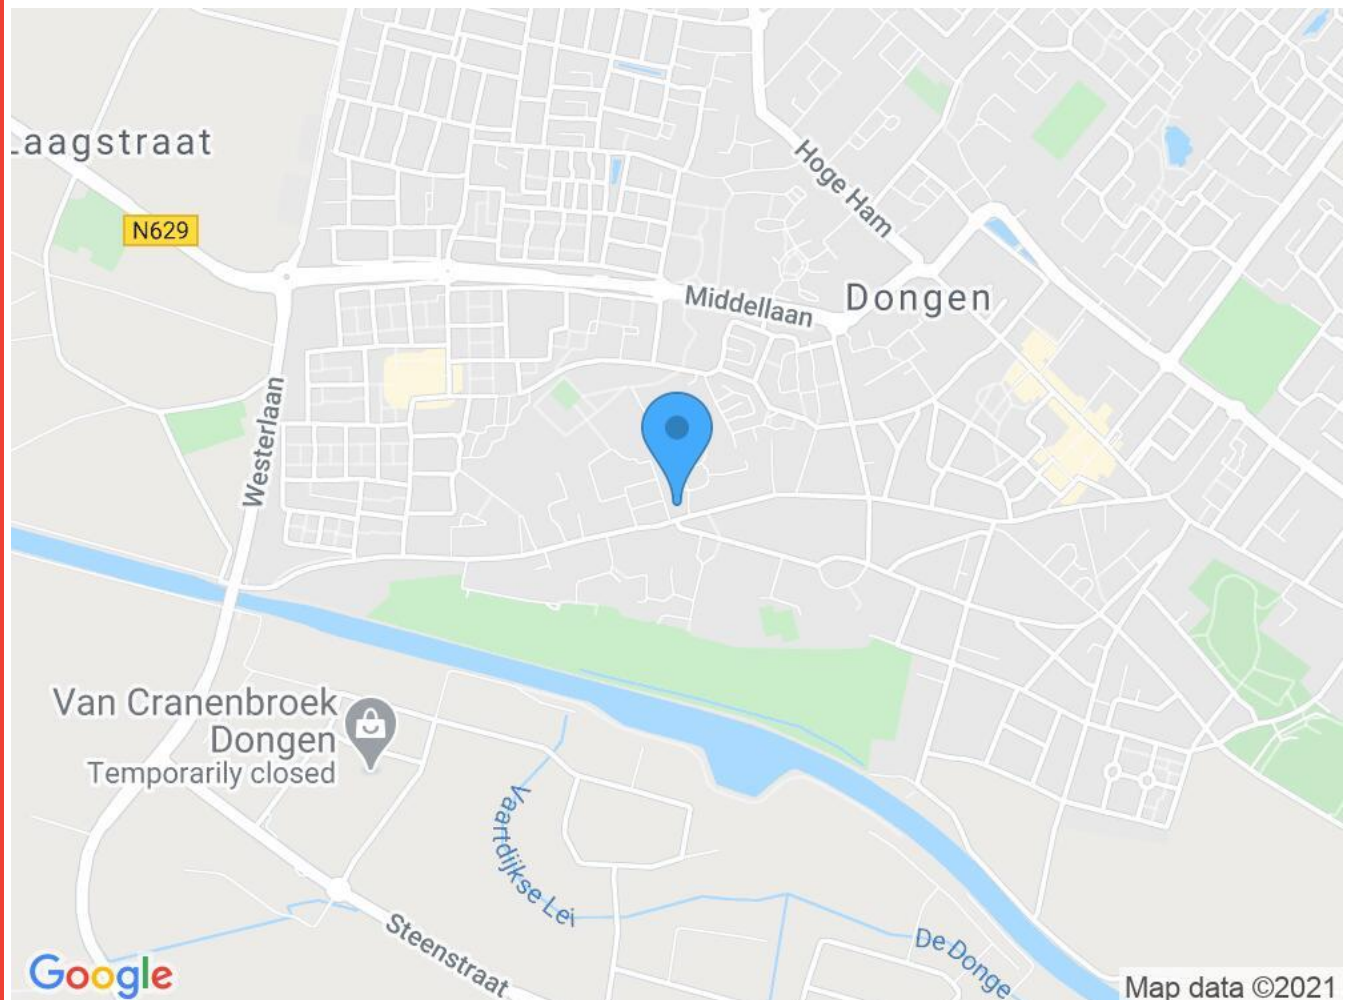 Laagstraat
N629
Hoge Ham
Middellaan
Dongen
Westerlaan
Van Cranenbroek
Dongen
Temporarily closed
Vaartdijkse Lei
Steenstraat
De Donge
Google
Map data ©2021